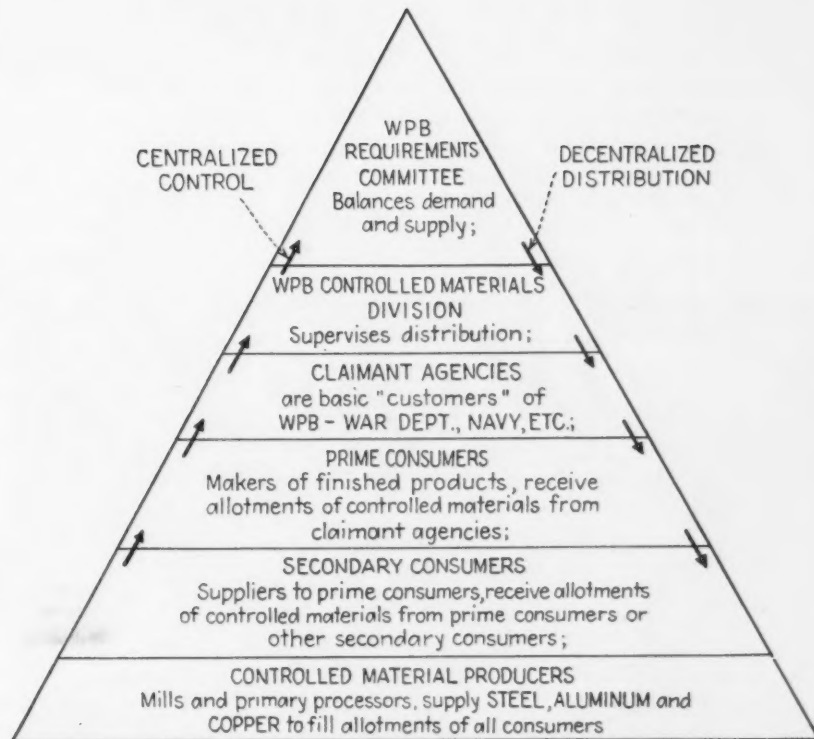 WPB
REQUIREMENTS
COMMITTEE
Balances demand
and supply;
CENTRALIZED
CONTROL
DECENTRALIZED
DISTRIBUTION
WPB CONTROLLED MATERIALS
DIVISION
Supervises distribution;
CLAIMANT AGENCIES
are basic "customers" of
WPB - WAR DEPT., NAVY, ETC.;
PRIME CONSUMERS
Makers of finished products, receive
allotments of controlled materials from
claimant agencies;
SECONDARY CONSUMERS
Suppliers to prime consumers, receive allotments
of controlled materials from prime consumers or
other secondary consumers;
CONTROLLED MATERIAL PRODUCERS
Mills and primary processors, supply STEEL, ALUMINUM and
COPPER to fill allotments of all consumers